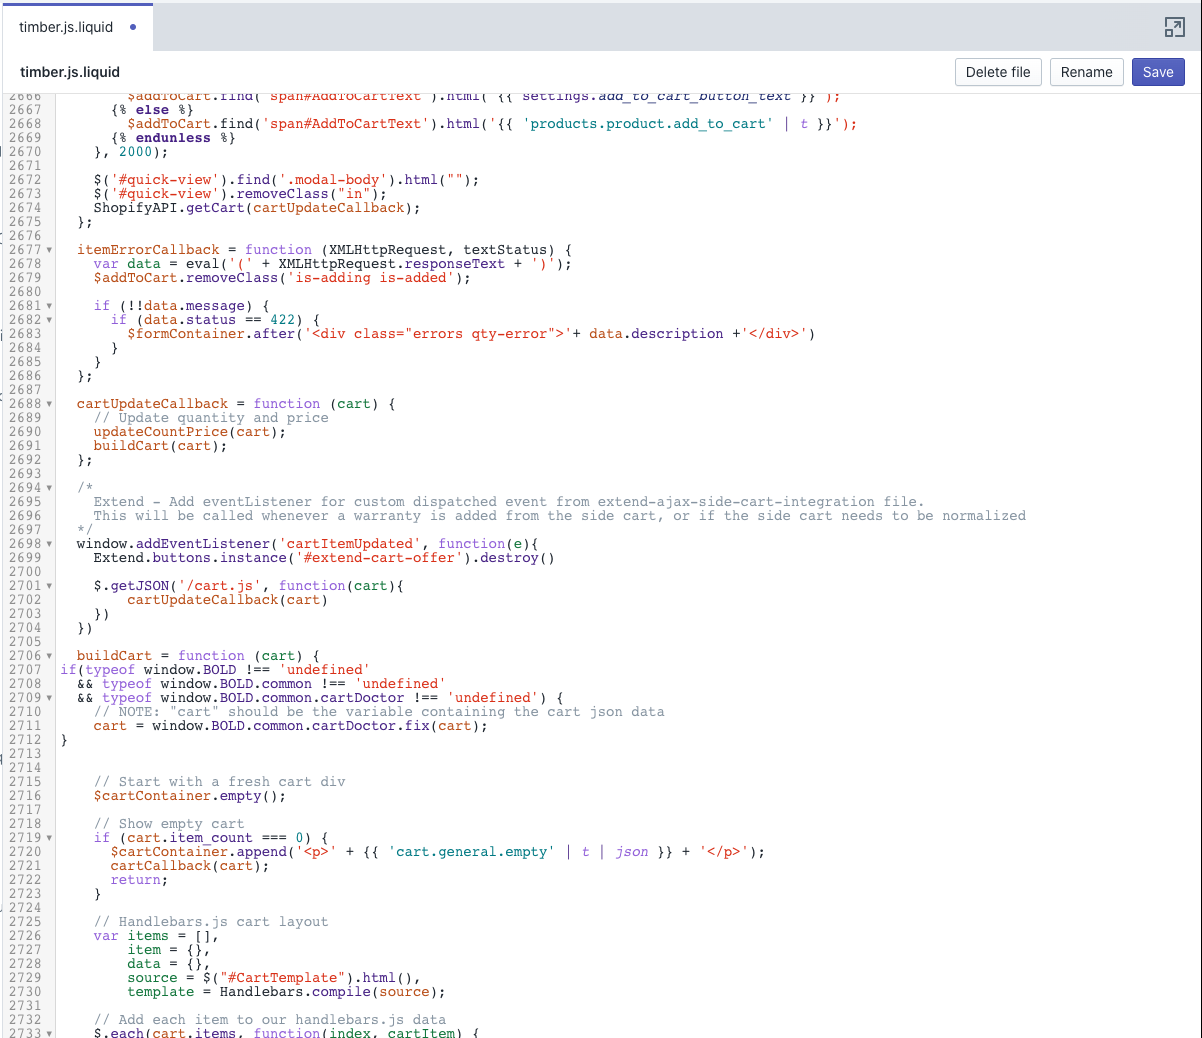 timber.js.liquid
timber.js.liquid
Delete file
Rename
Save
2666 $addToCart.find('span#AddToCartText').html('{{ settings.add_to_cart_button_text }}');
2667 {% else %}
2668 $addToCart.find('span#AddToCartText').html('{{ 'products.product.add_to_cart' | t }}');
2669 {% endunless %}
2670 }, 2000);
2671
2672 $('#quick-view').find('.modal-body').html("");
2673 $('#quick-view').removeClass("in");
2674 ShopifyAPI.getCart(cartUpdateCallback);
2675 };
2676
2677 itemErrorCallback = function (XMLHttpRequest, textStatus) {
2678 var data = eval('(' + XMLHttpRequest.responseText + ')');
2679 $addToCart.removeClass('is-adding is-added');
2680
2681 if (!!data.message) {
2682 if (data.status == 422) {
2683 $formContainer.after('<div class="errors qty-error">'+ data.description +'</div>')
2684 }
2685 }
2686 };
2687
2688 cartUpdateCallback = function (cart) {
2689 // Update quantity and price
2690 updateCountPrice(cart);
2691 buildCart(cart);
2692 };
2693
2694 /*
2695 Extend - Add eventListener for custom dispatched event from extend-ajax-side-cart-integration file.
2696 This will be called whenever a warranty is added from the side cart, or if the side cart needs to be normalized
2697 */
2698 window.addEventListener('cartItemUpdated', function(e){
2699 Extend.buttons.instance('#extend-cart-offer').destroy()
2700
2701 $.getJSON('/cart.js', function(cart){
2702 cartUpdateCallback(cart)
2703 })
2704 })
2705
2706 buildCart = function (cart) {
2707 if(typeof window.BOLD !== 'undefined'
2708 && typeof window.BOLD.common !== 'undefined'
2709 && typeof window.BOLD.common.cartDoctor !== 'undefined') {
2710 // NOTE: "cart" should be the variable containing the cart json data
2711 cart = window.BOLD.common.cartDoctor.fix(cart);
2712 }
2713
2714
2715 // Start with a fresh cart div
2716 $cartContainer.empty();
2717
2718 // Show empty cart
2719 if (cart.item_count === 0) {
2720 $cartContainer.append('<p>' + {{ 'cart.general.empty' | t | json }} + '</p>');
2721 cartCallback(cart);
2722 return;
2723 }
2724
2725 // Handlebars.js cart layout
2726 var items = [],
2727 item = {},
2728 data = {},
2729 source = $("#CartTemplate").html(),
2730 template = Handlebars.compile(source);
2731
2732 // Add each item to our handlebars.js data
2733 $.each(cart.items, function(index, cartItem) {